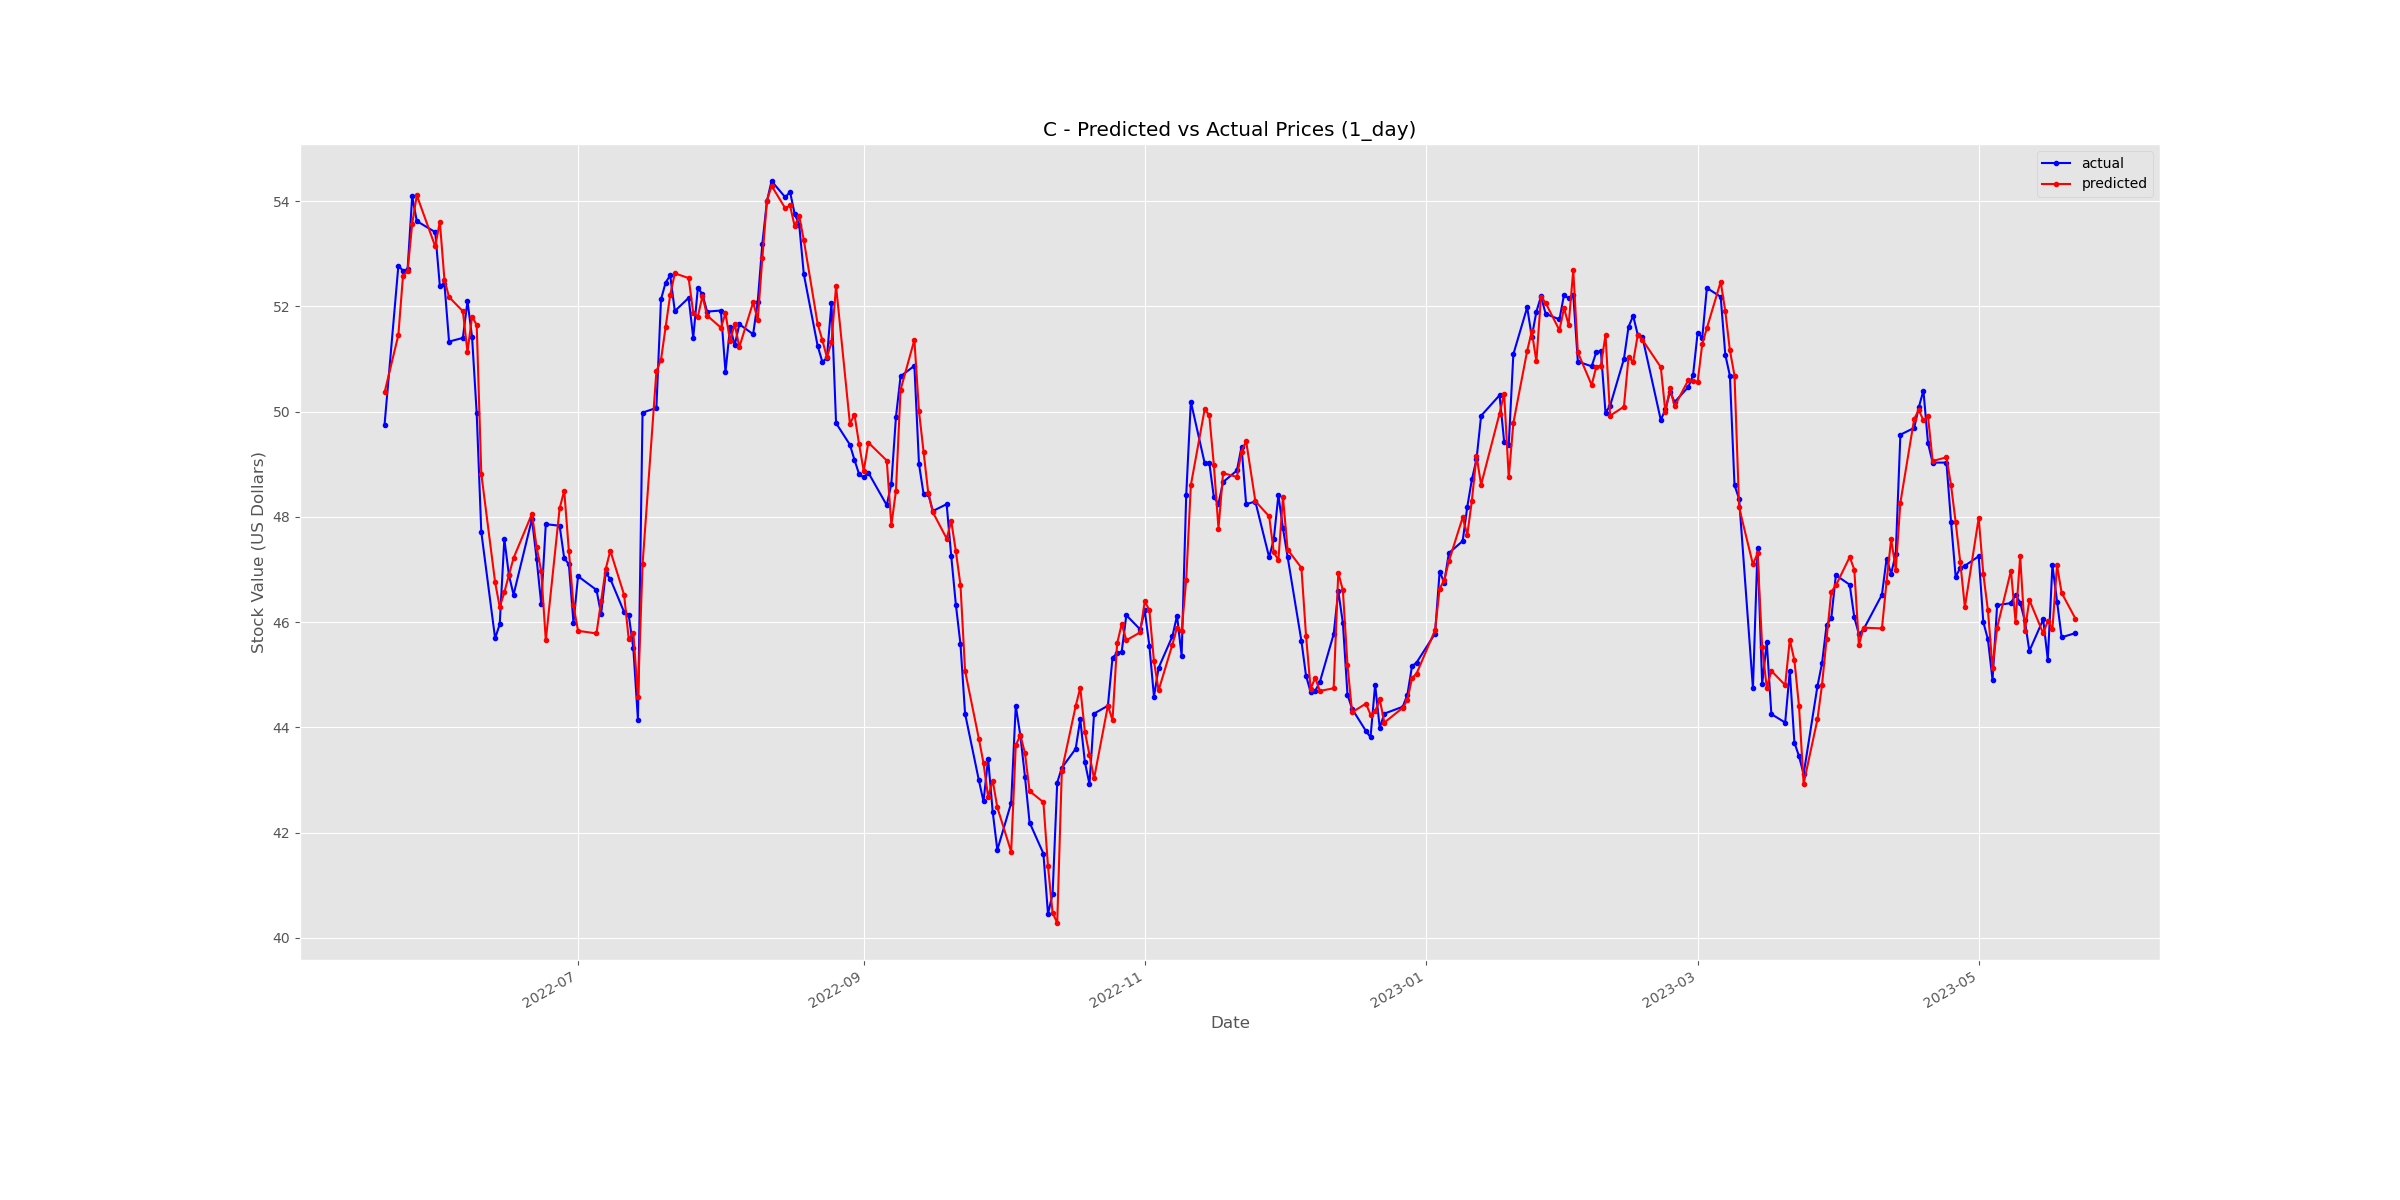 C - Predicted vs Actual Prices (1_day)
actual
predicted
Stock Value (US Dollars)
54
52
50
48
46
44
42
40
2022-07
2022-09
2022-11
2023-01
2023-03
2023-05
Date